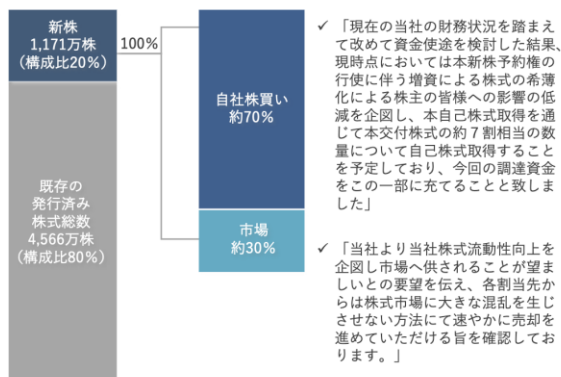 新株
1,171万株
(構成比20%)
100%
自社株買い
約70%
既存の
発行済み
株式総数
4,566万株
(構成比80%)
市場
約30%
✓ 「現在の当社の財務状況を踏まえ
て改めて資金使途を検討した結果、
現時点においては本新株予約権の
行使に伴う増資による株式の希薄
化による株主の皆様への影響の低
減を企図し、本自己株式取得を通
じて本交付株式の約７割相当の数
量について自己株式取得すること
を予定しており、今回の調達資金
をこの一部に充てることと致しま
した」
✓ 「当社より当社株式流動性向上を
企図し市場へ供されることが望ま
しいとの要望を伝え、各割当先か
らは株式市場に大きな混乱を生じ
させない方法にて速やかに売却を
進めていただける旨を確認してお
ります。」